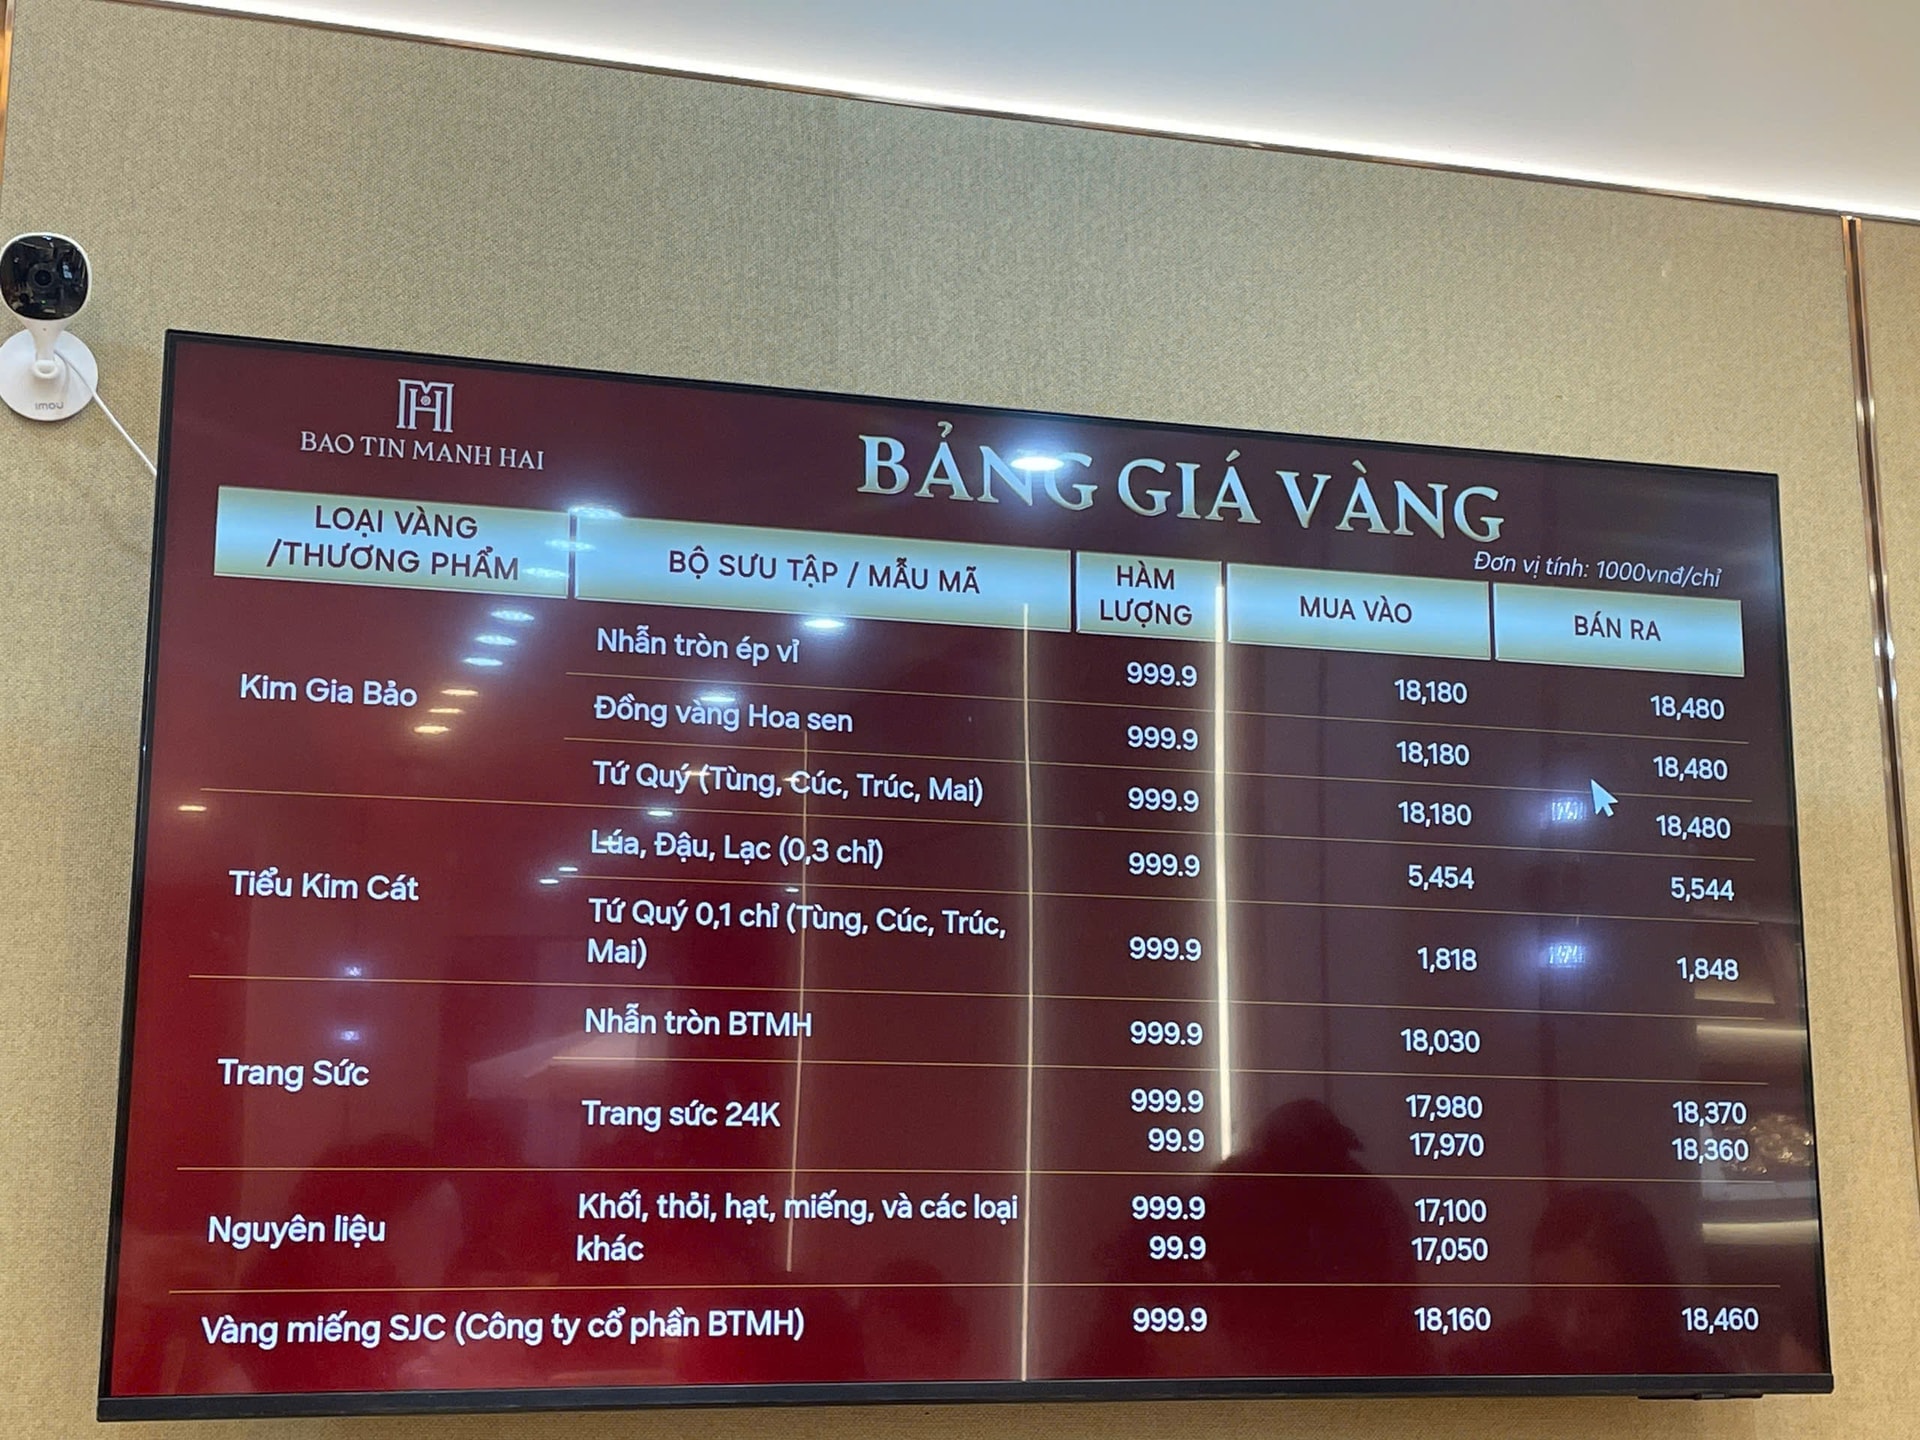 imou
BAO TIN MANH HAI
BẢNG GIÁ VÀNG
Đơn vị tính: 1000vnđ/chỉ
LOẠI VÀNG
/THƯƠNG PHẨM
BỘ SƯU TẬP / MẪU MÃ
HÀM
LƯỢNG
MUA VÀO
BÁN RA
Kim Gia Bảo
Nhẫn tròn ép vỉ 999.9 18,180 18,480
Đồng vàng Hoa sen 999.9 18,180 18,480
Tứ Quý (Tùng, Cúc, Trúc, Mai) 999.9 18,180 18,480
Tiểu Kim Cát
Lúa, Đậu, Lạc (0,3 chỉ) 999.9 5,454 5,544
Tứ Quý 0,1 chỉ (Tùng, Cúc, Trúc,
Mai) 999.9 1,818 1,848
Trang Sức
Nhẫn tròn BTMH 999.9 18,030
Trang sức 24K
999.9 17,980 18,370
99.9 17,970 18,360
Nguyên liệu
Khối, thỏi, hạt, miếng, và các loại 999.9 17,100
khác 99.9 17,050
Vàng miếng SJC (Công ty cổ phần BTMH) 999.9 18,160 18,460